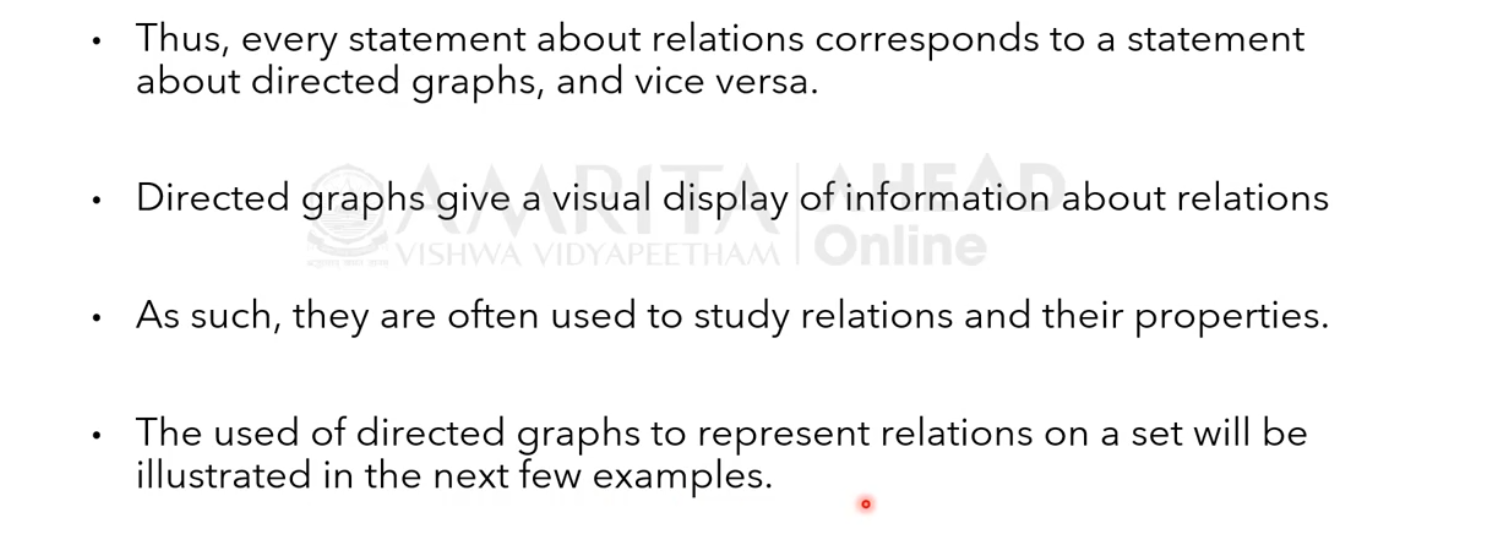 • Thus, every statement about relations corresponds to a statement
about directed graphs, and vice versa.
• Directed graphs give a visual display of information about relations
AMRITA AHEAD
VISHWA VIDYAPEETHAM Online
• As such, they are often used to study relations and their properties.
• The used of directed graphs to represent relations on a set will be
illustrated in the next few examples.